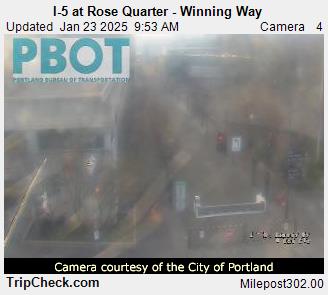 I-5 at Rose Quarter - Winning Way
Updated Jan 23 2025 9:53 AM Camera 4
PBOT
PORTLAND BUREAU OF TRANSPORTATION
Camera courtesy of the City of Portland
TripCheck.com Milepost302.00